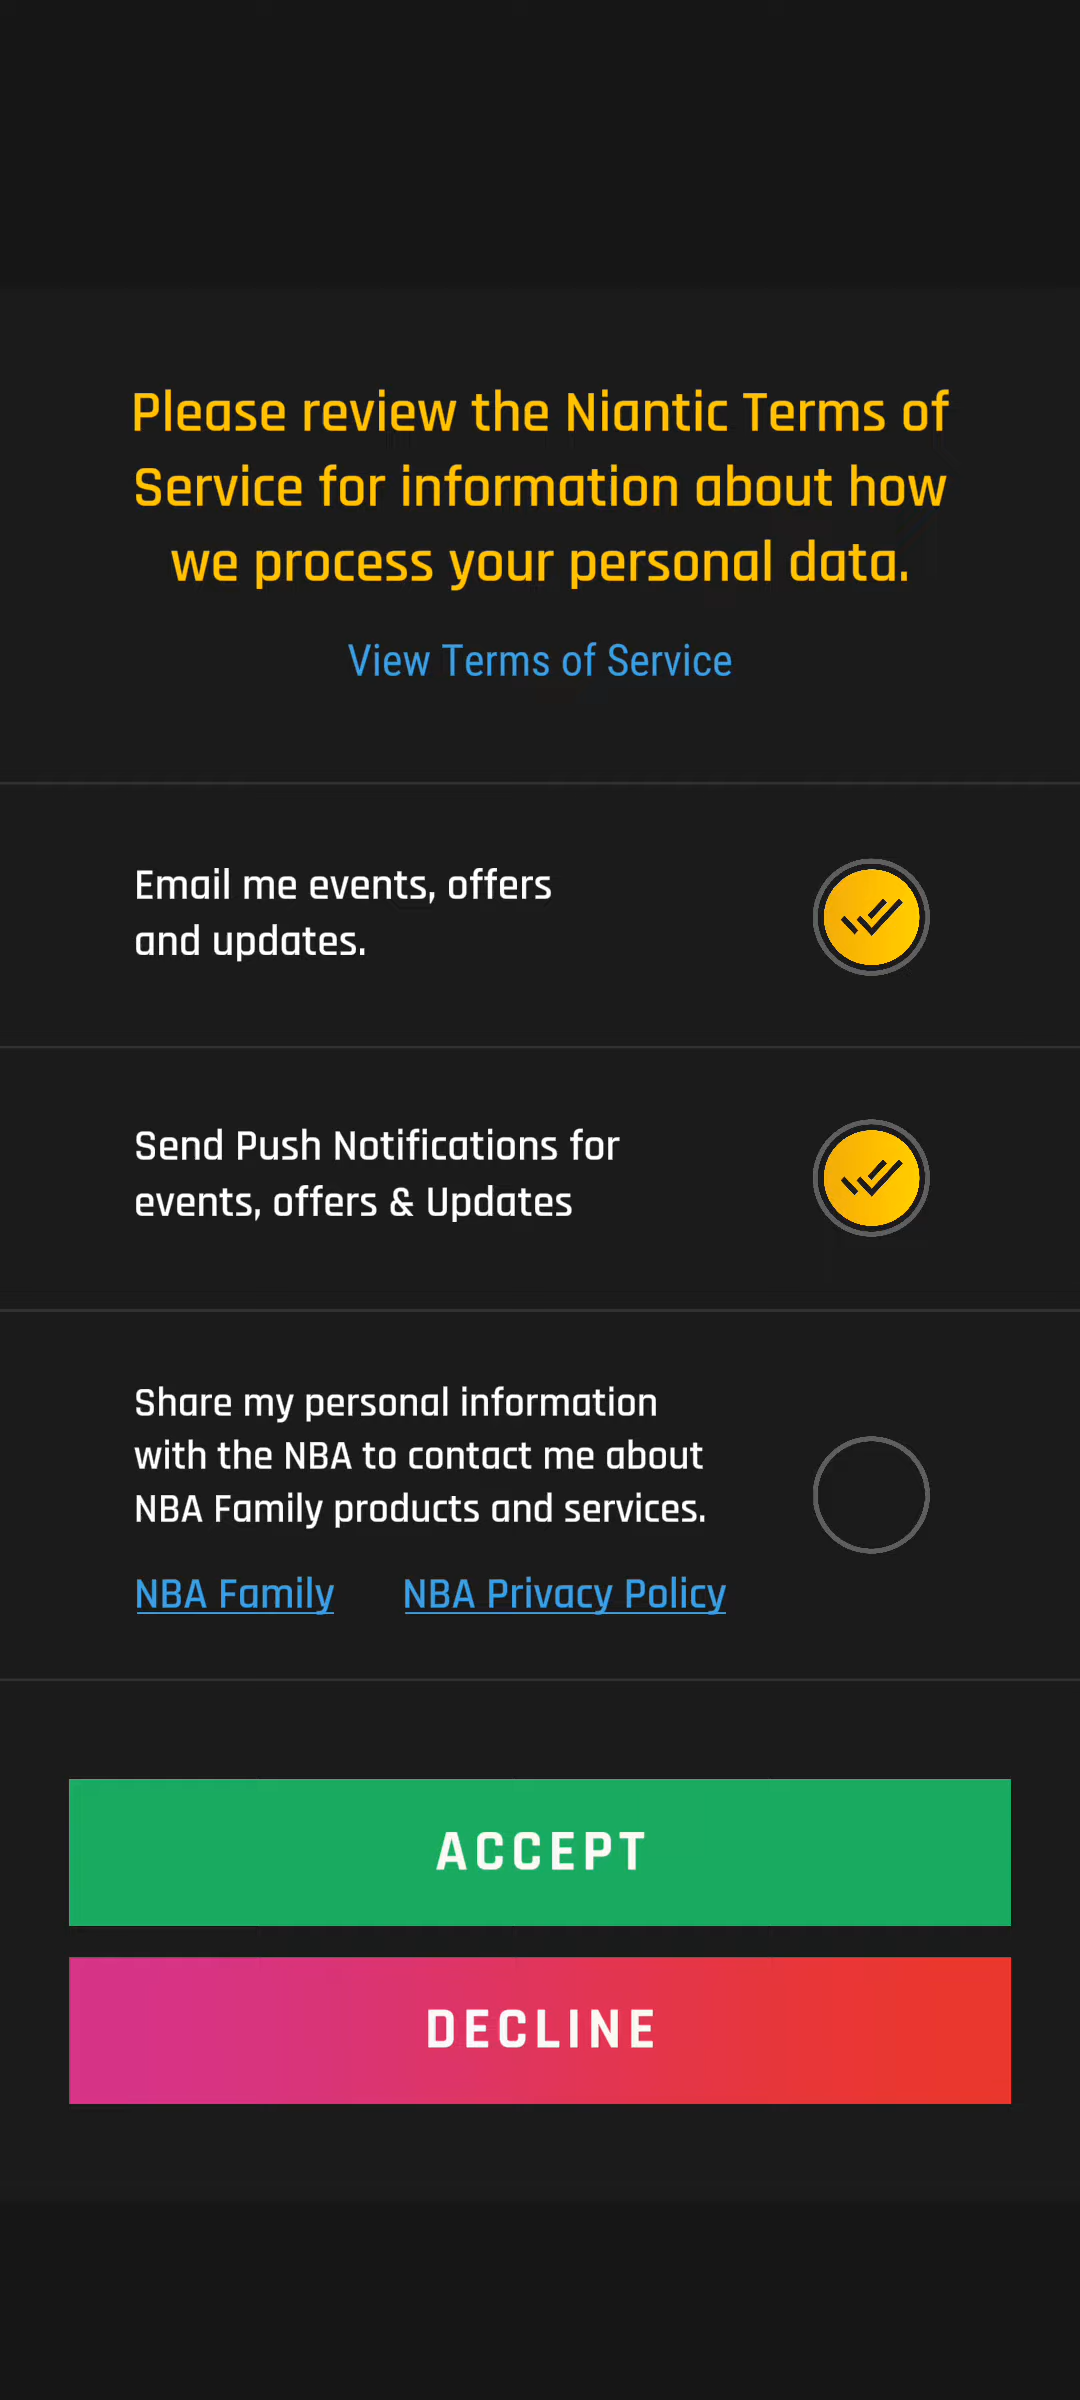 Please review the Niantic Terms of
Service for information about how
we process your personal data.
View Terms of Service
Email me events, offers
and updates.
Send Push Notifications for
events, offers & Updates
Share my personal information
with the NBA to contact me about
NBA Family products and services.
NBA Family NBA Privacy Policy
ACCEPT
DECLINE